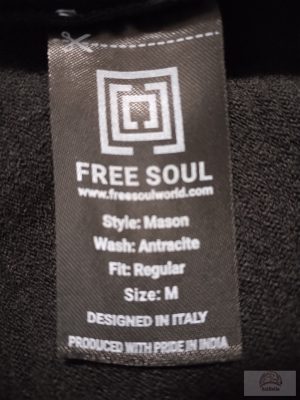 FREE SOUL
www.freesoulworld.com
Style: Mason
Wash: Antracite
Fit: Regular
Size: M
DESIGNED IN ITALY
PRODUCED WITH PRIDE IN INDIA